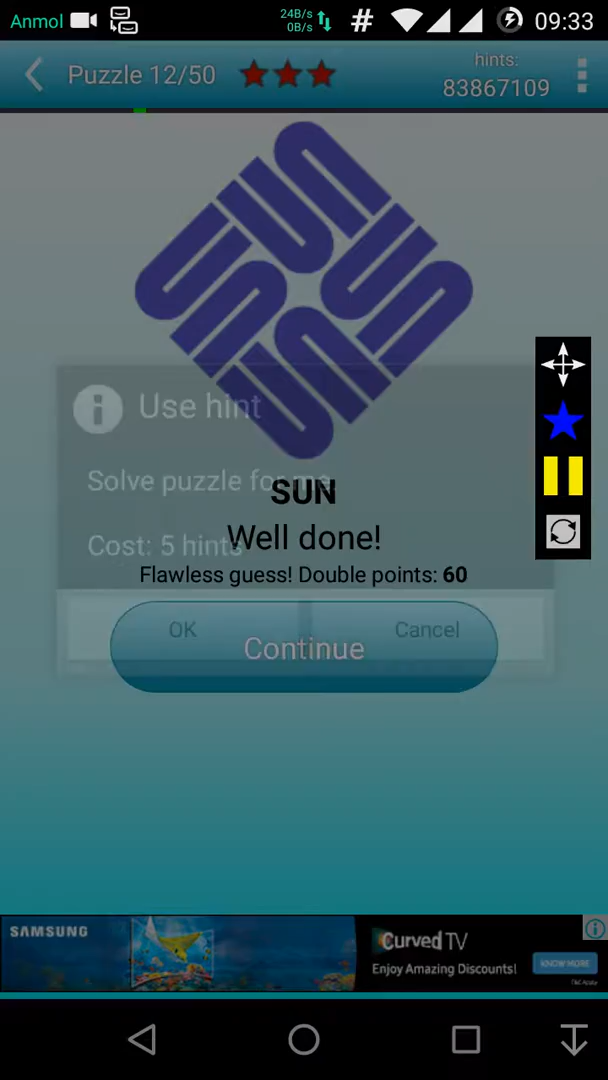 Anmol 24B/s 0B/s # 09:33
Puzzle 12/50 hints: 83867109
Use hint
Solve puzzle for me
SUN
Well done!
Cost: 5 hints
Flawless guess! Double points: 60
OK Cancel
Continue
SAMSUNG
Curved TV
Enjoy Amazing Discounts!
KNOW MORE